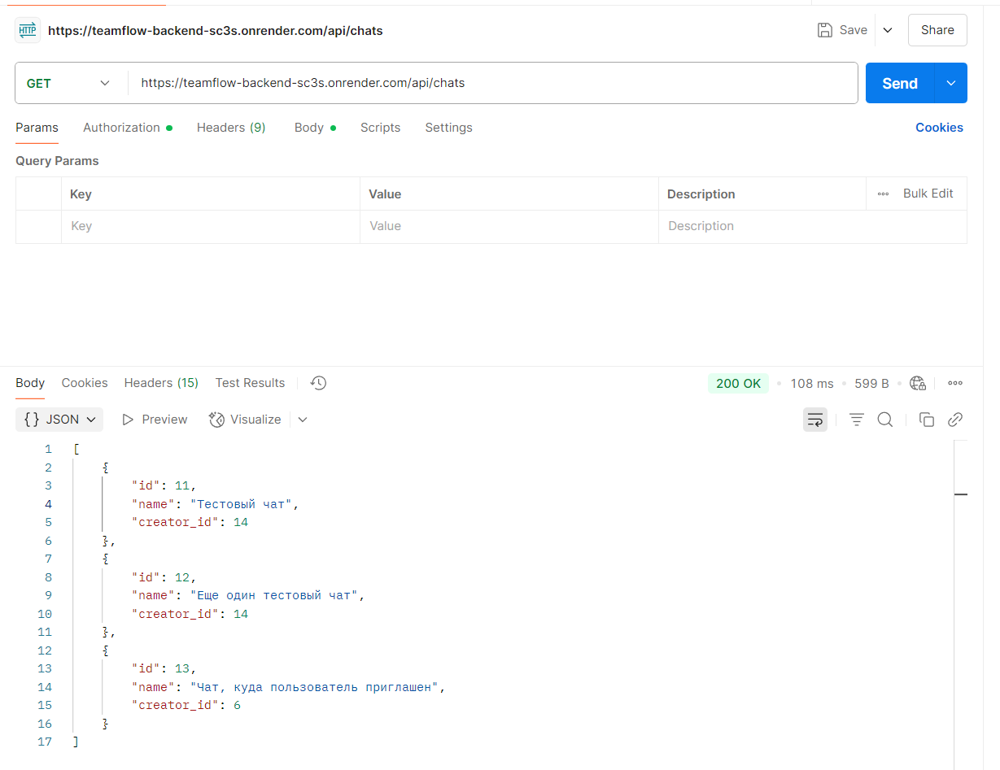 HTTP https://teamflow-backend-sc3s.onrender.com/api/chats Save Share
GET https://teamflow-backend-sc3s.onrender.com/api/chats Send
Params Authorization Headers (9) Body Scripts Settings Cookies
Query Params
Key Value Description Bulk Edit
Key Value Description
Body Cookies Headers (15) Test Results 200 OK 108 ms 599 B
{} JSON Preview Visualize
1 [
2 {
3 "id": 11,
4 "name": "Тестовый чат",
5 "creator_id": 14
6 },
7 {
8 "id": 12,
9 "name": "Еще один тестовый чат",
10 "creator_id": 14
11 },
12 {
13 "id": 13,
14 "name": "Чат, куда пользователь приглашен",
15 "creator_id": 6
16 }
17 ]